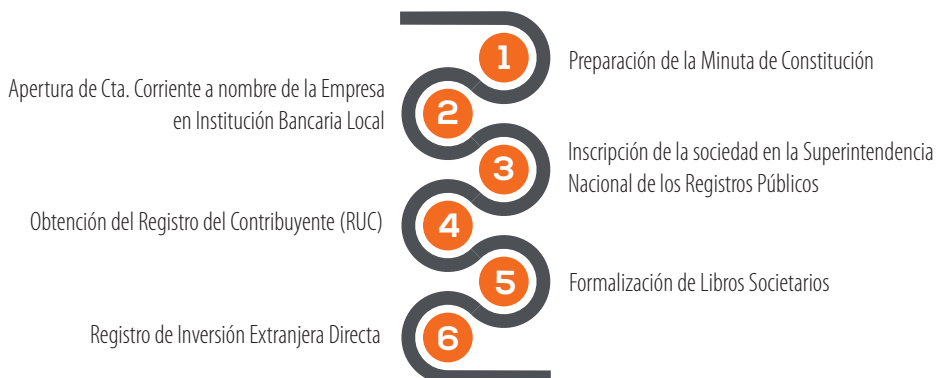 1
Preparación de la Minuta de Constitución
Apertura de Cta. Corriente a nombre de la Empresa
en Institución Bancaria Local
2
3
Inscripción de la sociedad en la Superintendencia
Nacional de los Registros Públicos
Obtención del Registro del Contribuyente (RUC)
4
5
Formalización de Libros Societarios
Registro de Inversión Extranjera Directa
6